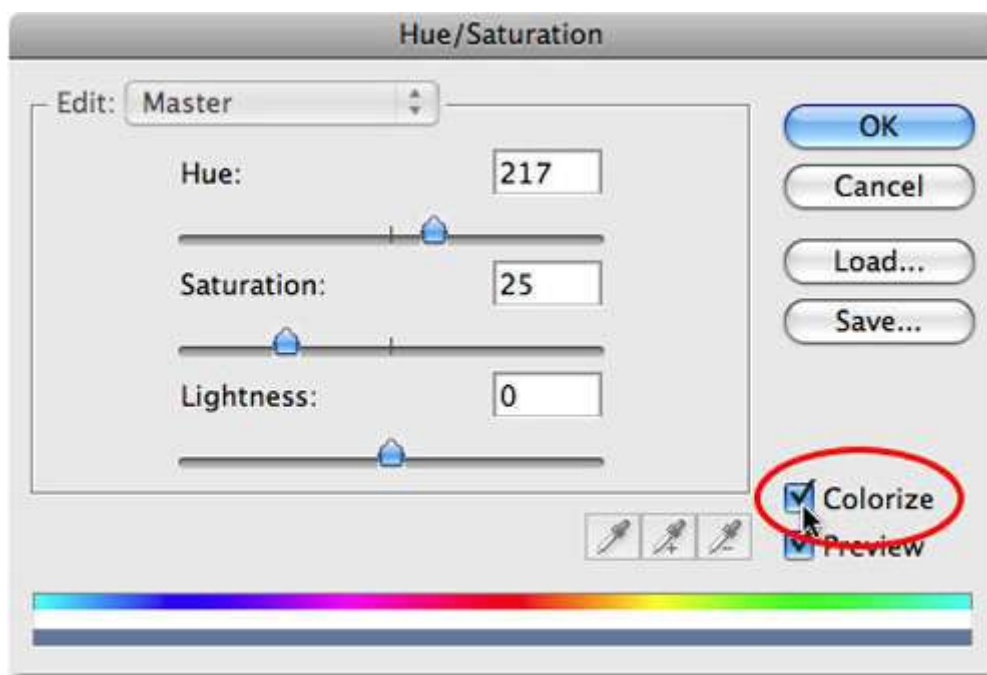 Hue/Saturation
Edit: Master
Hue: 217
Saturation: 25
Lightness: 0
OK
Cancel
Load...
Save...
Colorize
Preview